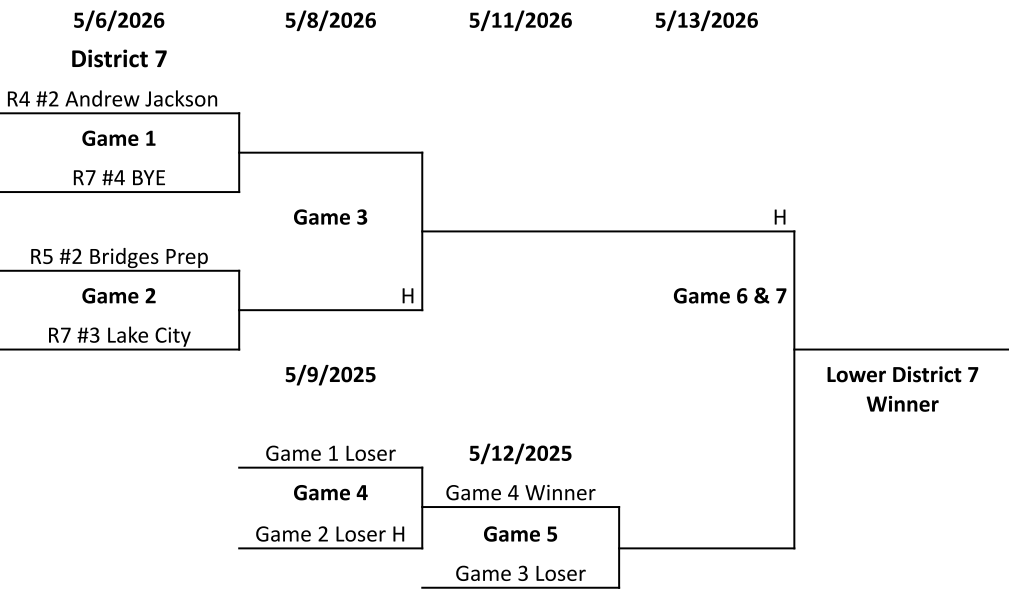 5/6/2026 5/8/2026 5/11/2026 5/13/2026
District 7
R4 #2 Andrew Jackson
Game 1
R7 #4 BYE
Game 3
H
R5 #2 Bridges Prep
Game 2
H
Game 6 & 7
R7 #3 Lake City
5/9/2025
Lower District 7
Winner
Game 1 Loser
5/12/2025
Game 4
Game 4 Winner
Game 2 Loser H
Game 5
Game 3 Loser